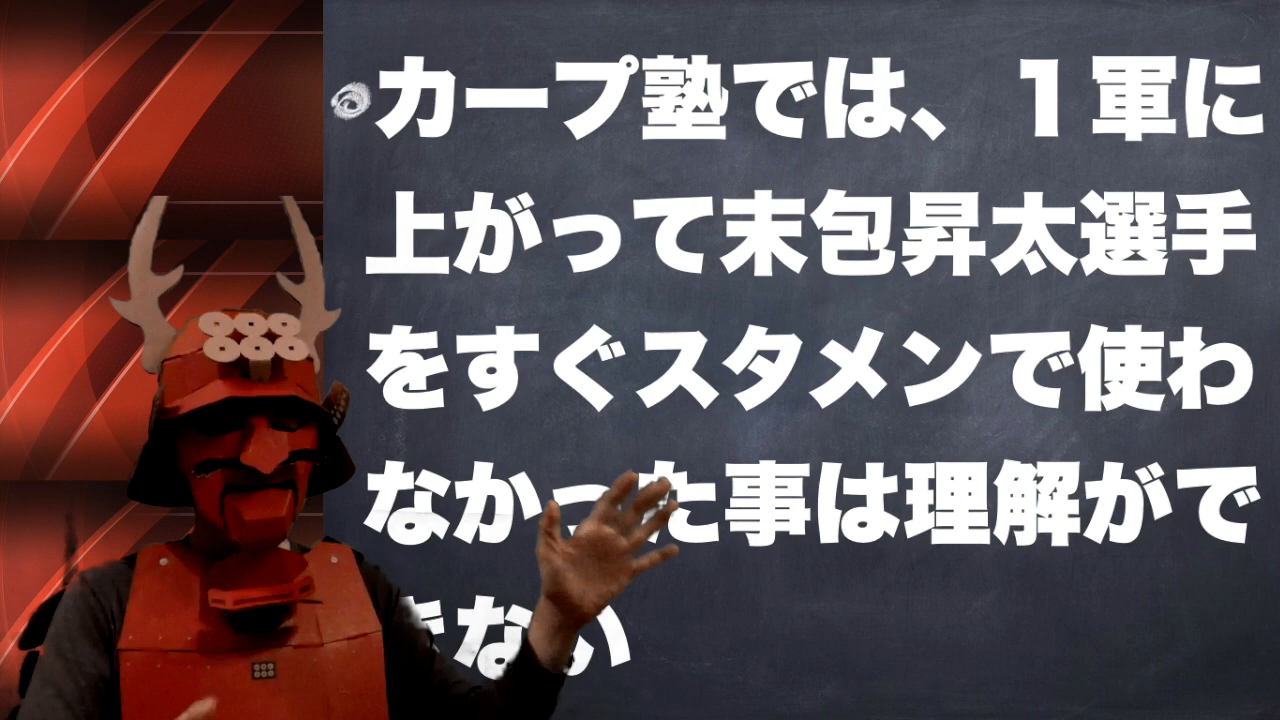 カープ塾では、１軍に
上がって末包昇太選手
をすぐスタメンで使わ
なかった事は理解がで
きない